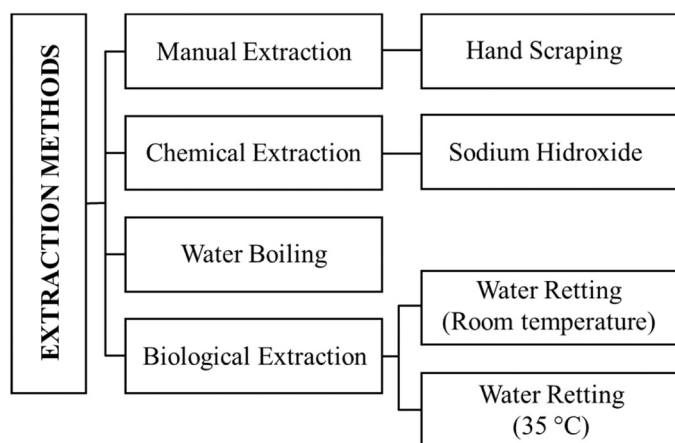 EXTRACTION METHODS
Manual Extraction
Hand Scraping
Chemical Extraction
Sodium Hidroxide
Water Boiling
Biological Extraction
Water Retting
(Room temperature)
Water Retting
(35 °C)